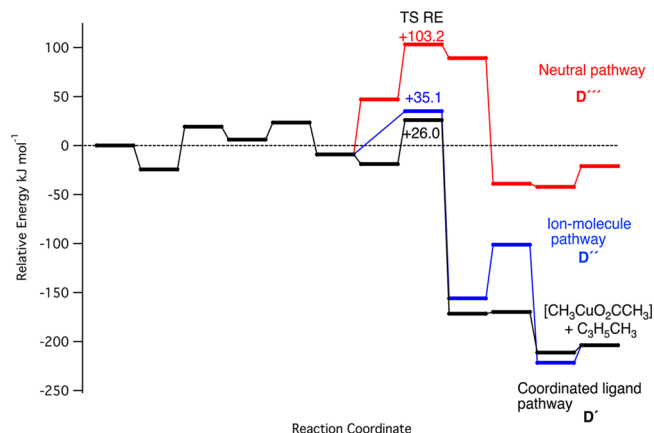 TS RE
+103.2
100
Neutral pathway
D´´´
50
+35.1
+26.0
0
-50
Ion-molecule
pathway
D´´
-100
-150
[CH₃CuO₂CCH₃]
+ C₃H₅CH₃
-200
-250
Coordinated ligand
pathway
D´
Relative Energy kJ mol⁻¹
Reaction Coordinate